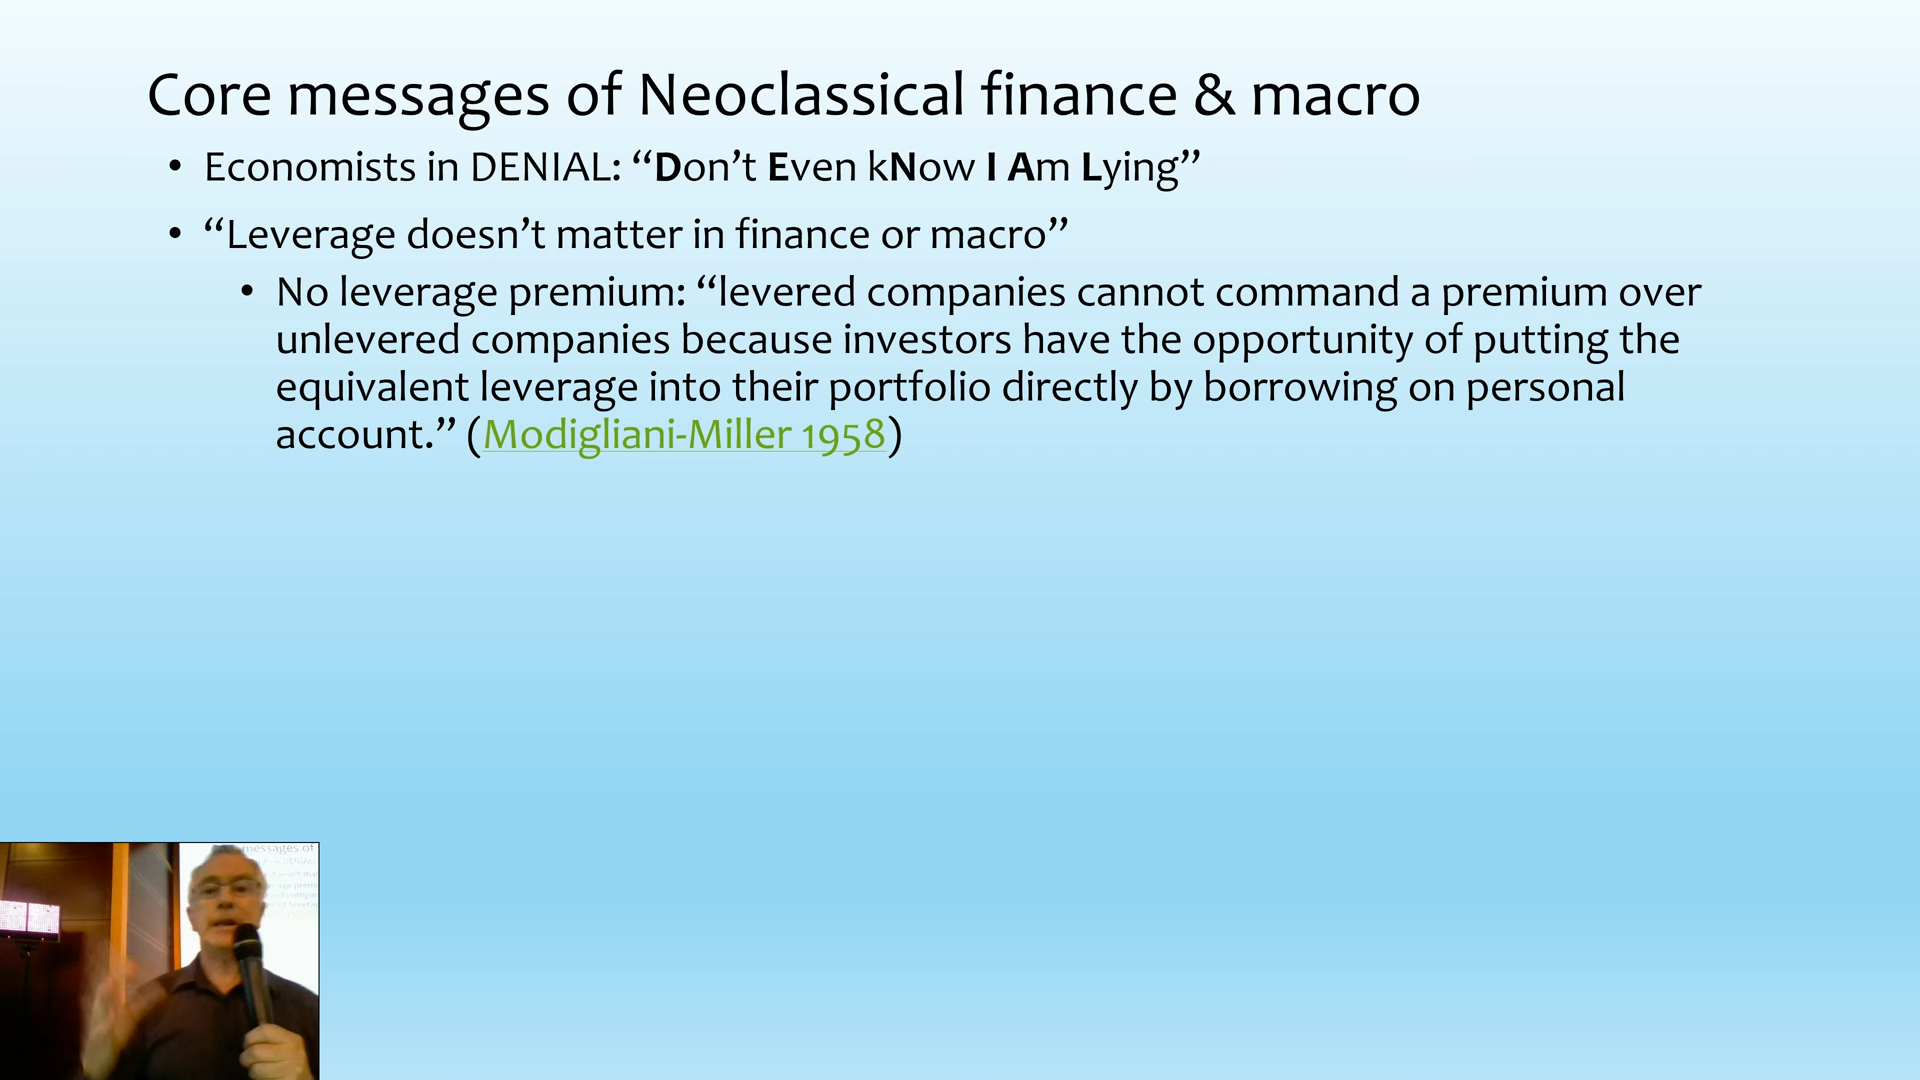 Core messages of Neoclassical finance & macro
• Economists in DENIAL: “Don’t Even kNow I Am Lying”
• “Leverage doesn’t matter in finance or macro”
• No leverage premium: “levered companies cannot command a premium over
unlevered companies because investors have the opportunity of putting the
equivalent leverage into their portfolio directly by borrowing on personal
account.” (Modigliani-Miller 1958)
messages of